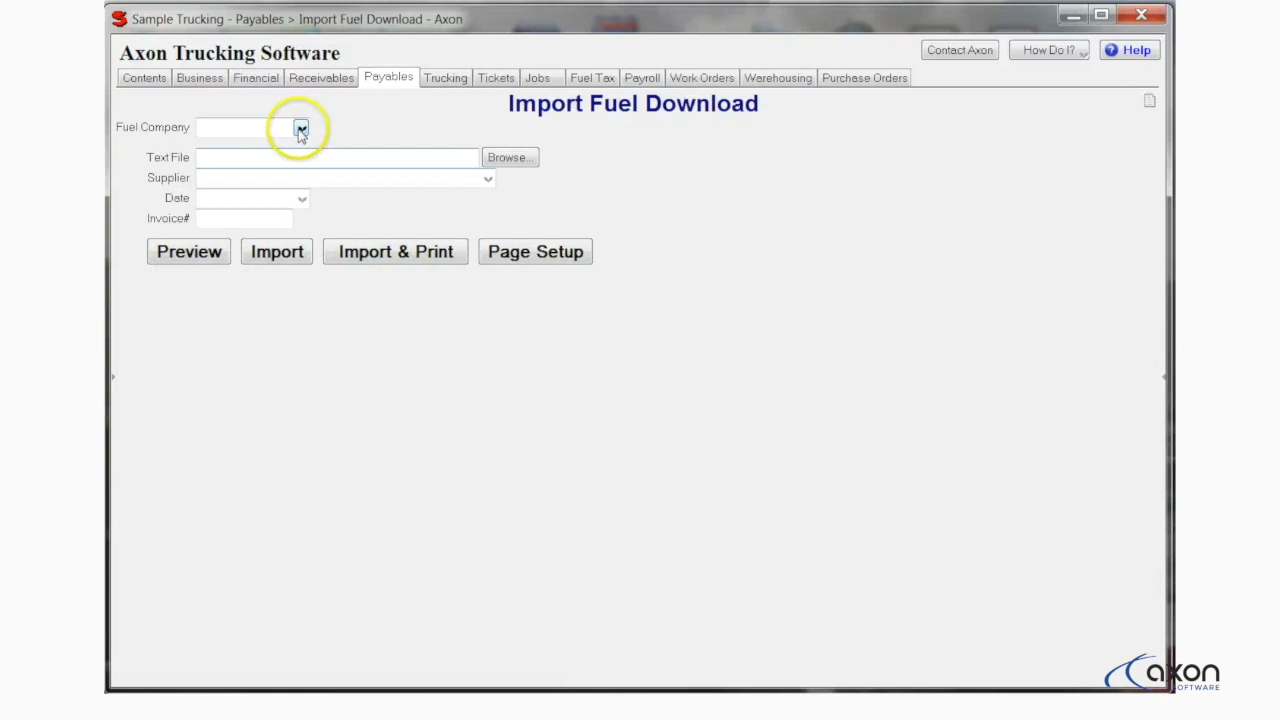 Sample Trucking - Payables > Import Fuel Download - Axon
Axon Trucking Software
Contact Axon
How Do I?
Help
Contents
Business
Financial
Receivables
Payables
Trucking
Tickets
Jobs
Fuel Tax
Payroll
Work Orders
Warehousing
Purchase Orders
Import Fuel Download
Fuel Company
Text File
Browse...
Supplier
Date
Invoice#
Preview
Import
Import & Print
Page Setup
axon
SOFTWARE